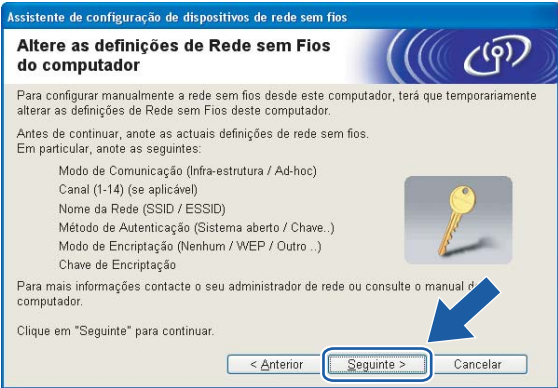 Assistente de configuração de dispositivos de rede sem fios
Altere as definições de Rede sem Fios
do computador
Para configurar manualmente a rede sem fios desde este computador, terá que temporariamente
alterar as definições de Rede sem Fios deste computador.
Antes de continuar, anote as actuais definições de rede sem fios.
Em particular, anote as seguintes:
Modo de Comunicação (Infra-estrutura / Ad-hoc)
Canal (1-14) (se aplicável)
Nome da Rede (SSID / ESSID)
Método de Autenticação (Sistema aberto / Chave..)
Modo de Encriptação (Nenhum / WEP / Outro ..)
Chave de Encriptação
Para mais informações contacte o seu administrador de rede ou consulte o manual
computador.
Clique em "Seguinte" para continuar.
< Anterior Seguinte > Cancelar